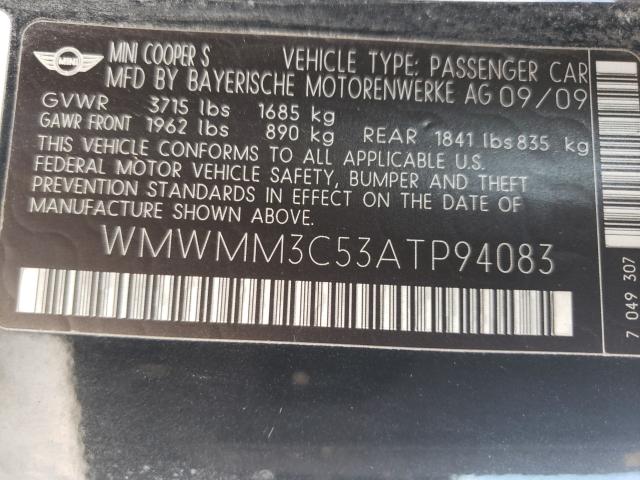 MINI
MINI COOPER S VEHICLE TYPE: PASSENGER CAR
MFD BY BAYERISCHE MOTORENWERKE AG 09/09
GVWR 3715 lbs 1685 kg
GAWR FRONT 1962 lbs 890 kg REAR 1841 lbs 835 kg
THIS VEHICLE CONFORMS TO ALL APPLICABLE U.S.
FEDERAL MOTOR VEHICLE SAFETY, BUMPER AND THEFT
PREVENTION STANDARDS IN EFFECT ON THE DATE OF
MANUFACTURE SHOWN ABOVE.
WMWMM3C53ATP94083
7 049 307